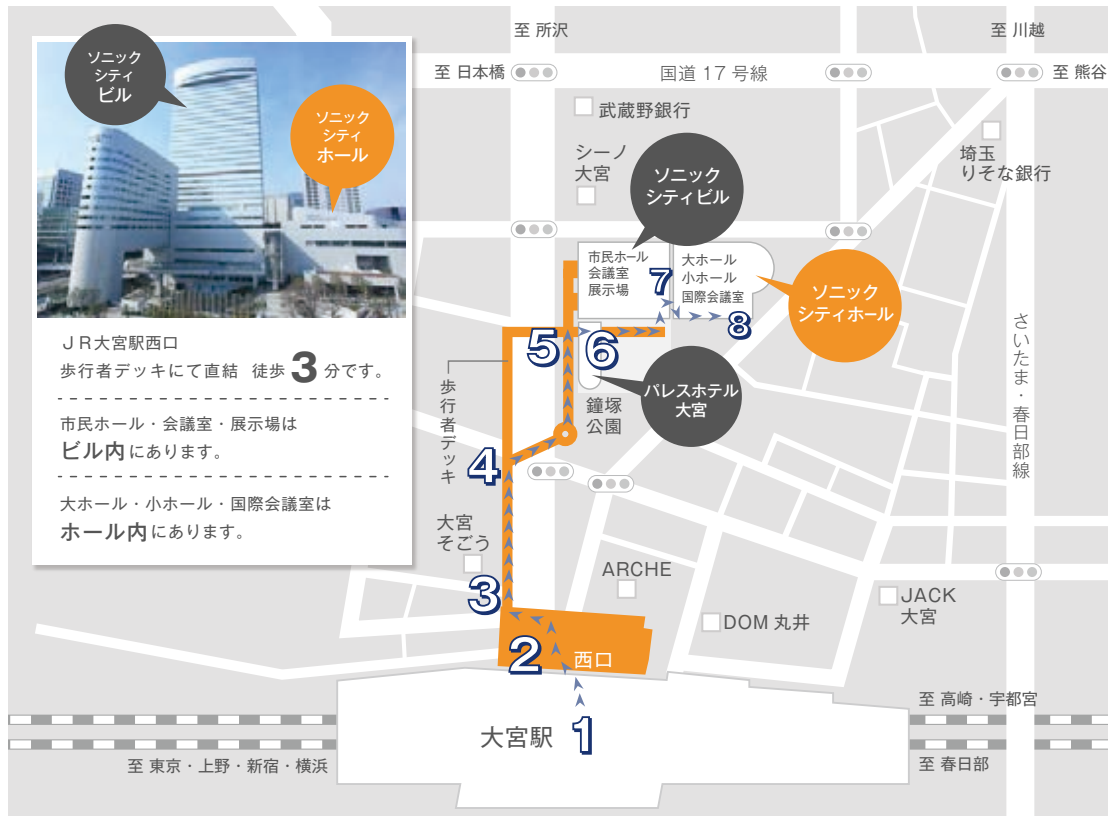 ソニック
シティ
ビル
ソニック
シティ
ホール
JR大宮駅西口
歩行者デッキにて直結 徒歩 3 分です。
市民ホール・会議室・展示場は
ビル内にあります。
大ホール・小ホール・国際会議室は
ホール内にあります。
至 所沢
至 川越
至 日本橋
国道 17 号線
至 熊谷
武蔵野銀行
シーノ
大宮
埼玉
りそな銀行
ソニック
シティビル
市民ホール
会議室
展示場
大ホール
小ホール
国際会議室
7
8
ソニック
シティホール
5
6
パレスホテル
大宮
鐘塚
公園
歩行者デッキ
さいたま・春日部線
4
大宮
そごう
3
ARCHE
JACK
大宮
DOM 丸井
2
西口
大宮駅
1
至 高崎・宇都宮
至 東京・上野・新宿・横浜
至 春日部